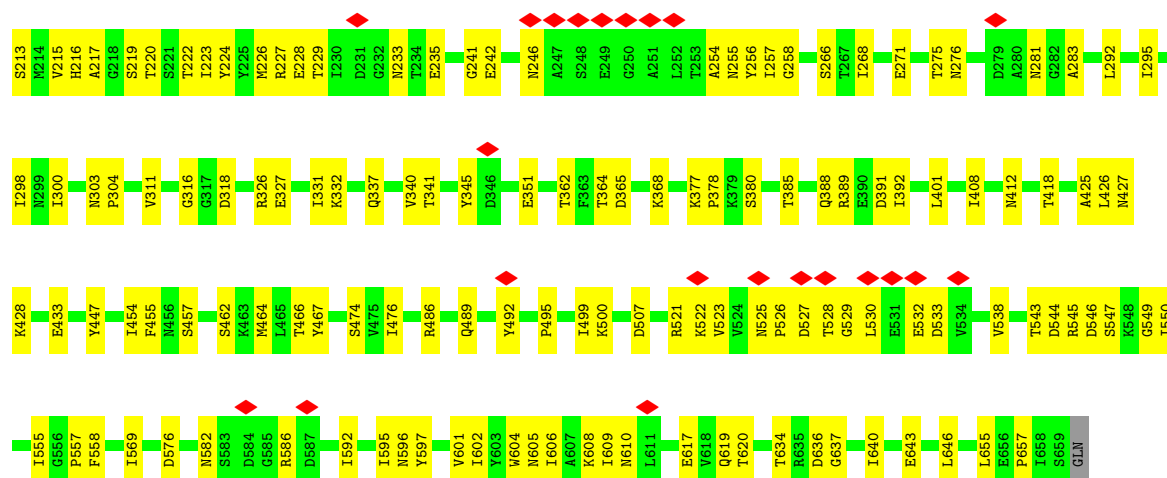 S213 M214 V215 H216 A217 G218 S219 T220 S221 T222 I223 Y224 Y225 M226 R227 E228 T229 I230 D231 G232 N233 T234 E235 G241 E242 N246 A247 S248 E249 G250 A251 L252 T253 A254 N255 Y256 I257 G258 S266 T267 I268 E271 T275 N276 D279 A280 N281 G282 A283 L292 I295
I298 N299 I300 N303 P304 V311 G316 G317 D318 R326 E327 I331 K332 Q337 V340 T341 Y345 D346 E351 T362 F363 T364 D365 K368 K377 P378 K379 S380 T385 Q388 R389 E390 D391 I392 L401 I408 N412 T418 A425 L426 N427
K428 E433 Y447 I454 F455 N456 S457 S462 K463 M464 L465 T466 Y467 S474 V475 I476 R486 Q489 Y492 P495 I499 K500 D507 R521 K522 V523 V524 N525 P526 D527 T528 G529 L530 E531 E532 D533 V534 V538 T543 D544 R545 D546 S547 K548 G549 I550
I555 G556 P557 F558 I569 D576 N582 S583 D584 G585 R586 D587 I592 I595 N596 Y597 V601 I602 Y603 W604 N605 I606 A607 K608 I609 N610 L611 E617 V618 Q619 T620 T634 R635 D636 G637 I640 E643 L646 L655 E656 P657 I658 S659 GLN